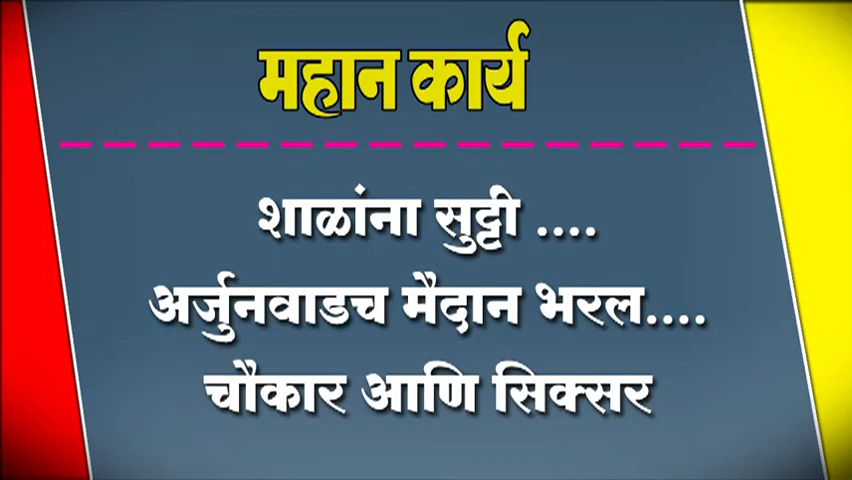 महान कार्य
शाळांना सुट्टी ....
अर्जुनवाडच मैदान भरल....
चौकार आणि सिक्सर